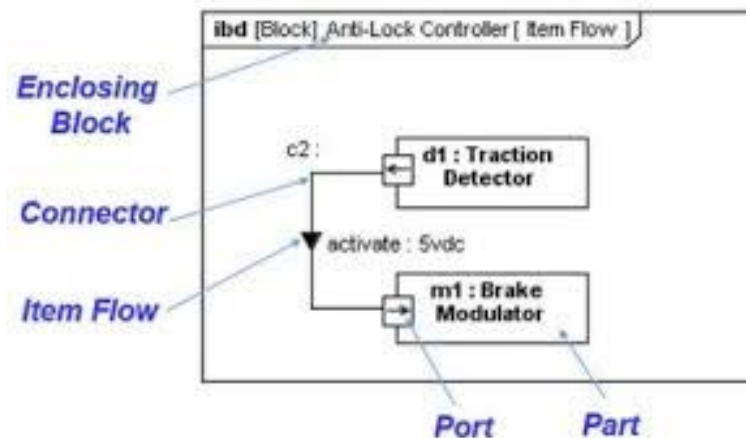 ibd [Block] Anti-Lock Controller [ Item Flow ]
Enclosing
Block
c2 :
d1 : Traction
Detector
Connector
activate : 5vdc
Item Flow
m1 : Brake
Modulator
Port
Part